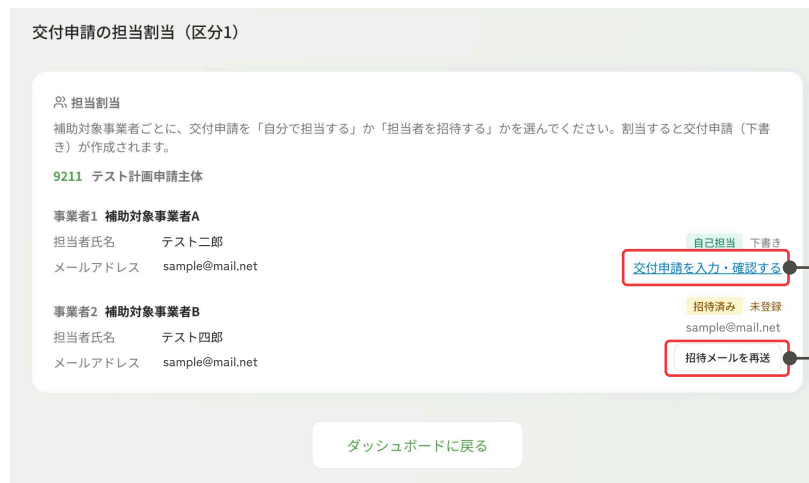 交付申請の担当割当（区分1）
担当割当
補助対象事業者ごとに、交付申請を「自分で担当する」か「担当者を招待する」かを選んでください。割当すると交付申請（下書
き）が作成されます。
9211 テスト計画申請主体
事業者1 補助対象事業者A
担当者氏名 テスト二郎 自己担当 下書き
メールアドレス sample@mail.net 交付申請を入力・確認する
事業者2 補助対象事業者B 招待済み 未登録
担当者氏名 テスト四郎 sample@mail.net
メールアドレス sample@mail.net 招待メールを再送
ダッシュボードに戻る